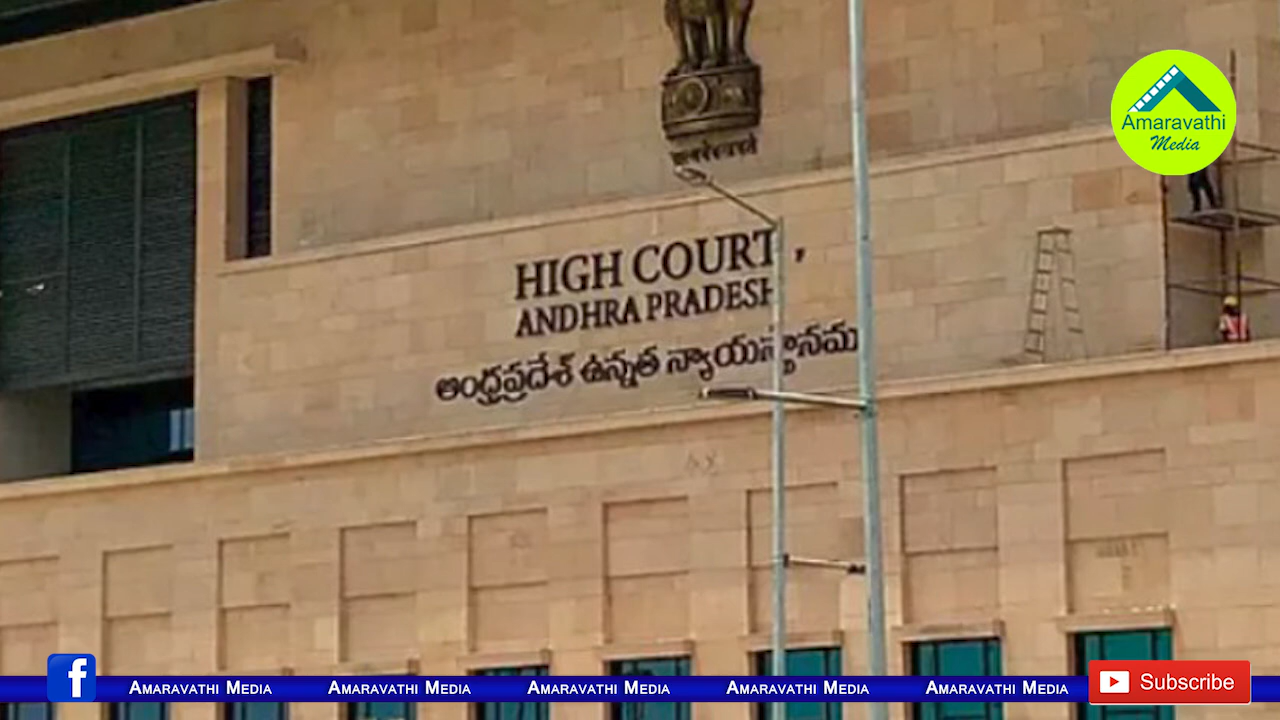 Amaravathi
Media
HIGH COURT,
ANDHRA PRADESH
ఆంధ్రప్రదేశ్ ఉన్నత న్యాయస్థానము
Amaravathi Media Amaravathi Media Amaravathi Media Amaravathi Media Amaravathi Media Subscribe